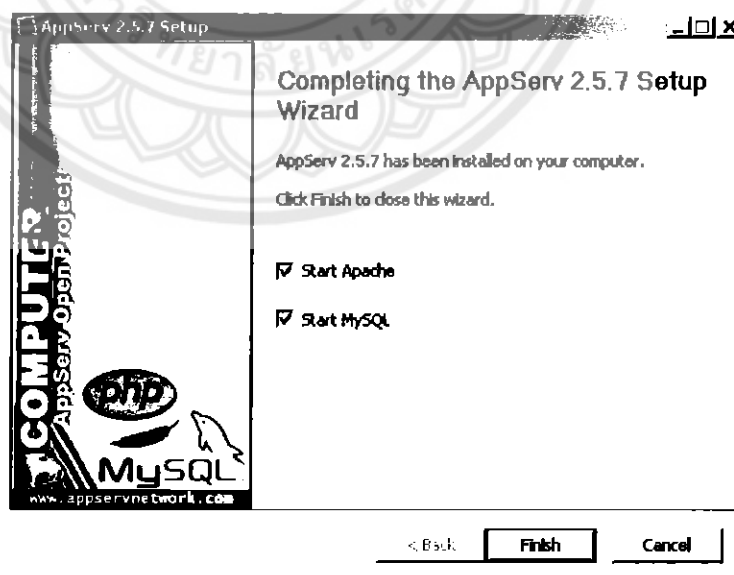 AppServ 2.5.7 Setup
Completing the AppServ 2.5.7 Setup
Wizard
AppServ 2.5.7 has been installed on your computer.
Click Finish to close this wizard.
Start Apache
Start MySQL
COMPUTER
AppServ Open Project
php
MySQL
www.appservnetwork.com
< Back
Finish
Cancel